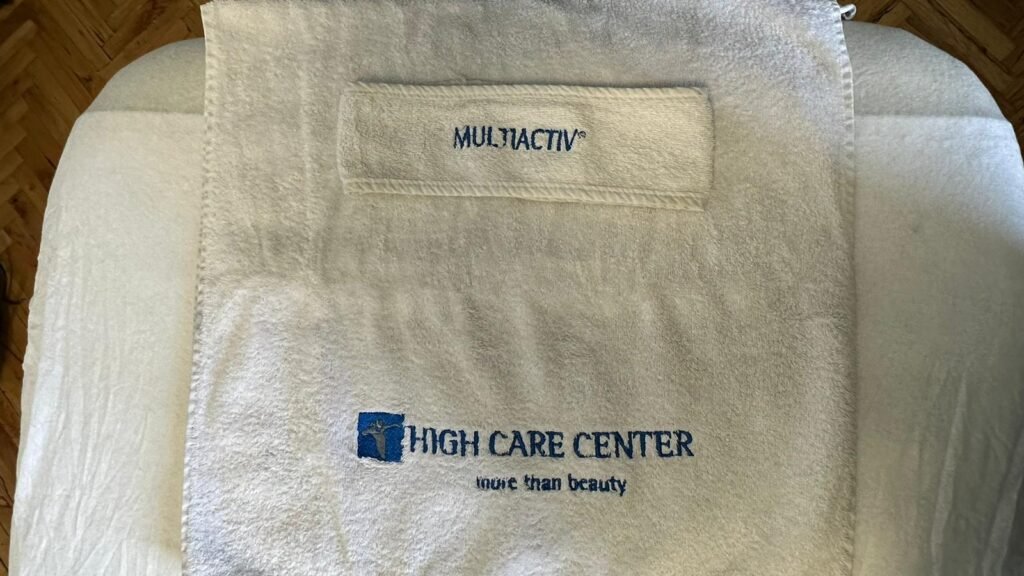 MULTIACTIV®
HIGH CARE CENTER
more than beauty